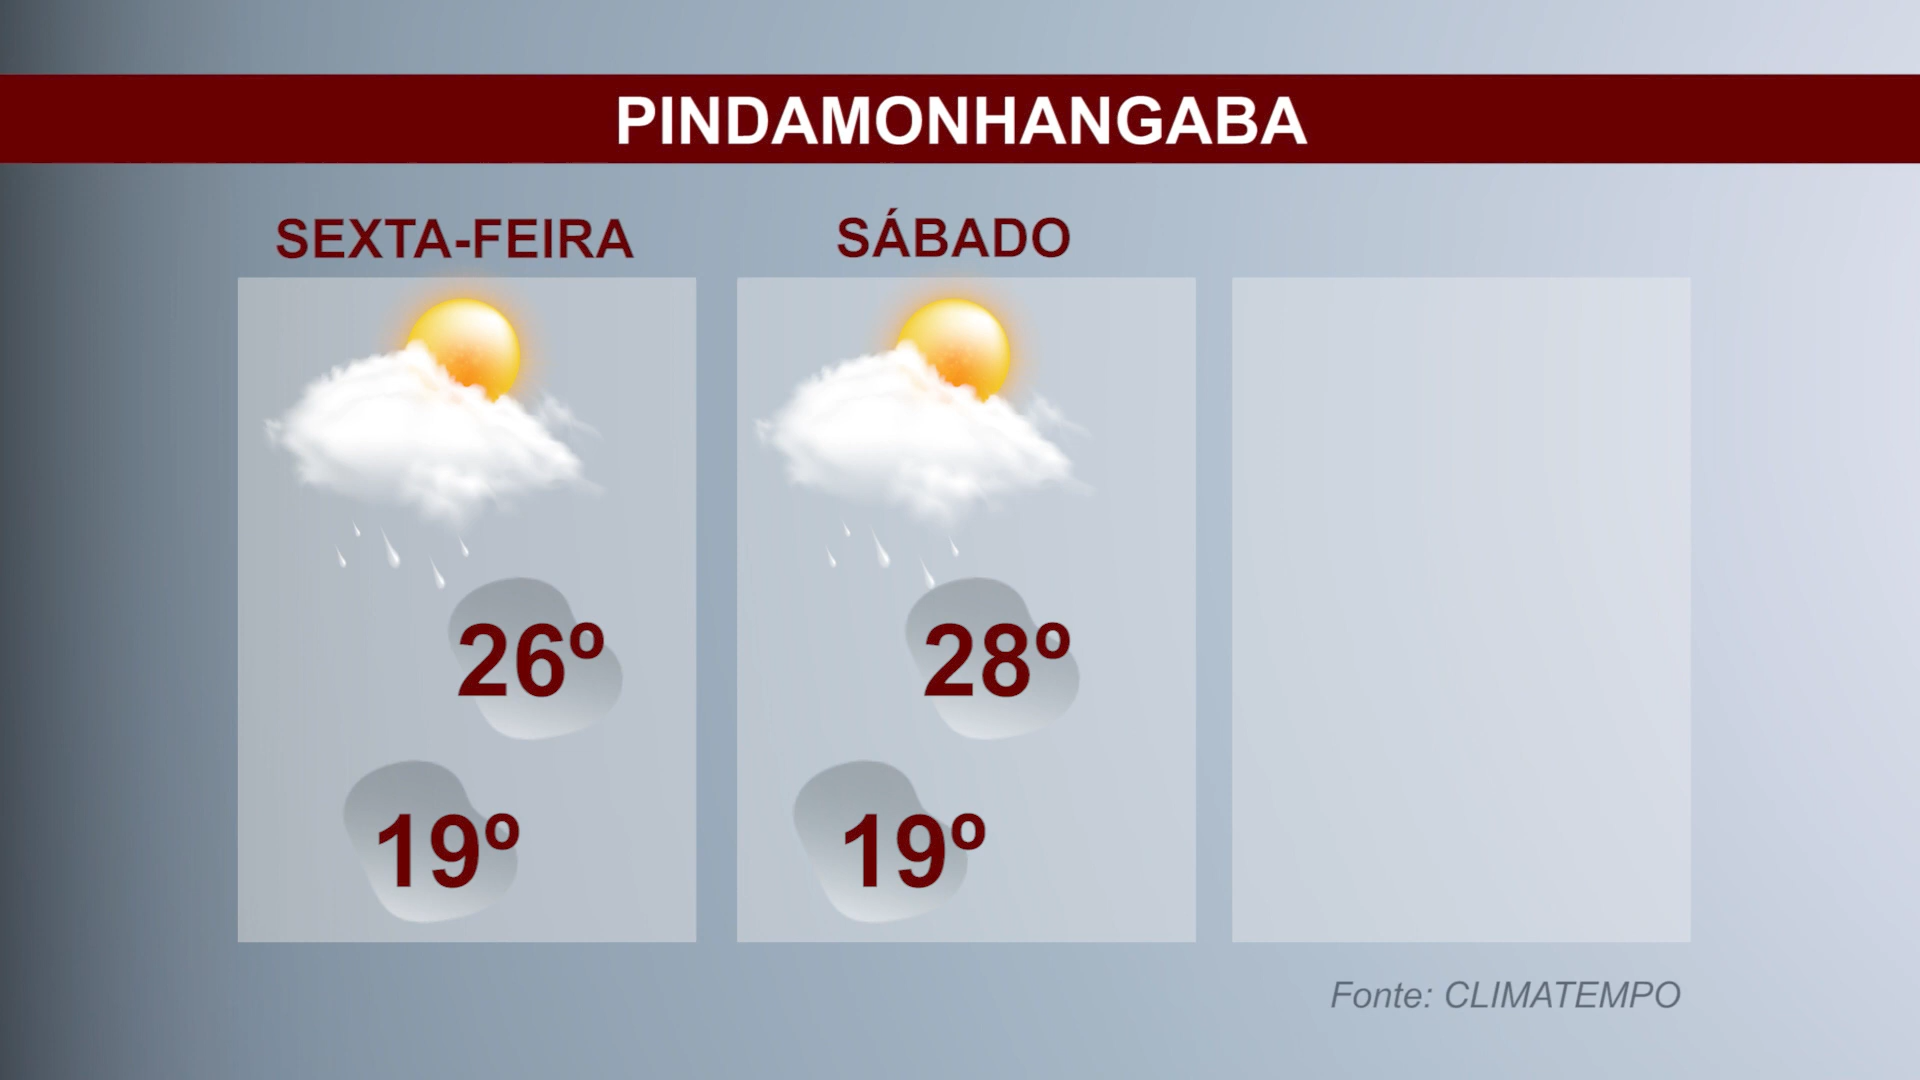 PINDAMONHANGABA
SEXTA-FEIRA
SÁBADO
26º
28º
19º
19º
Fonte: CLIMATEMPO